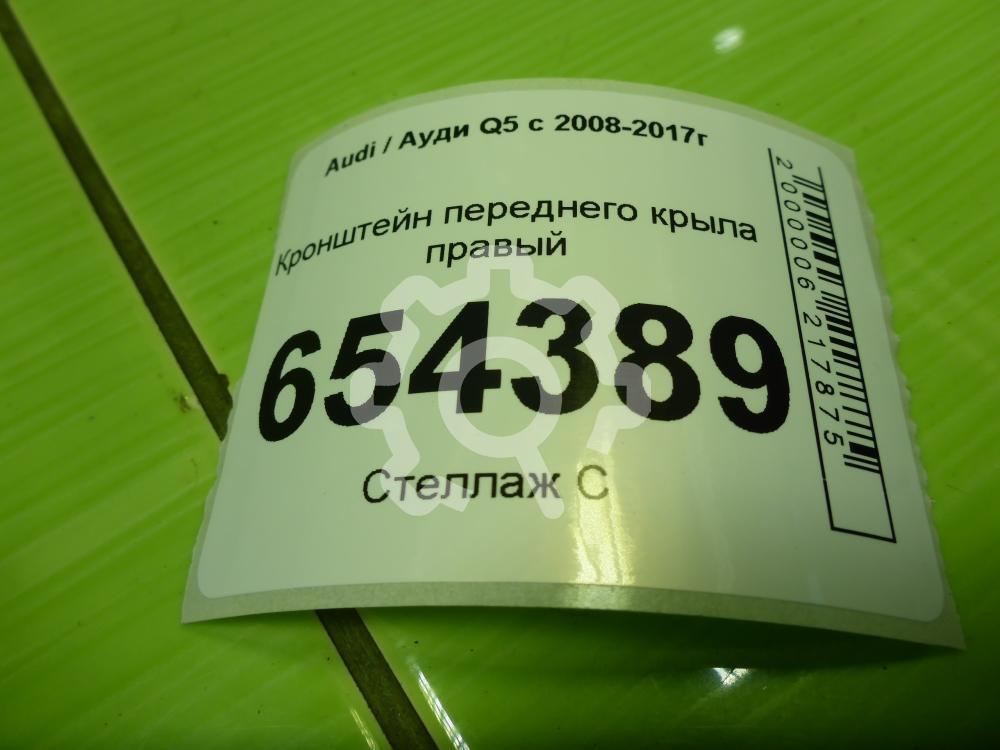 Audi / Ауди Q5 с 2008-2017г
Кронштейн переднего крыла
правый
654389
Стеллаж С
2000006217875